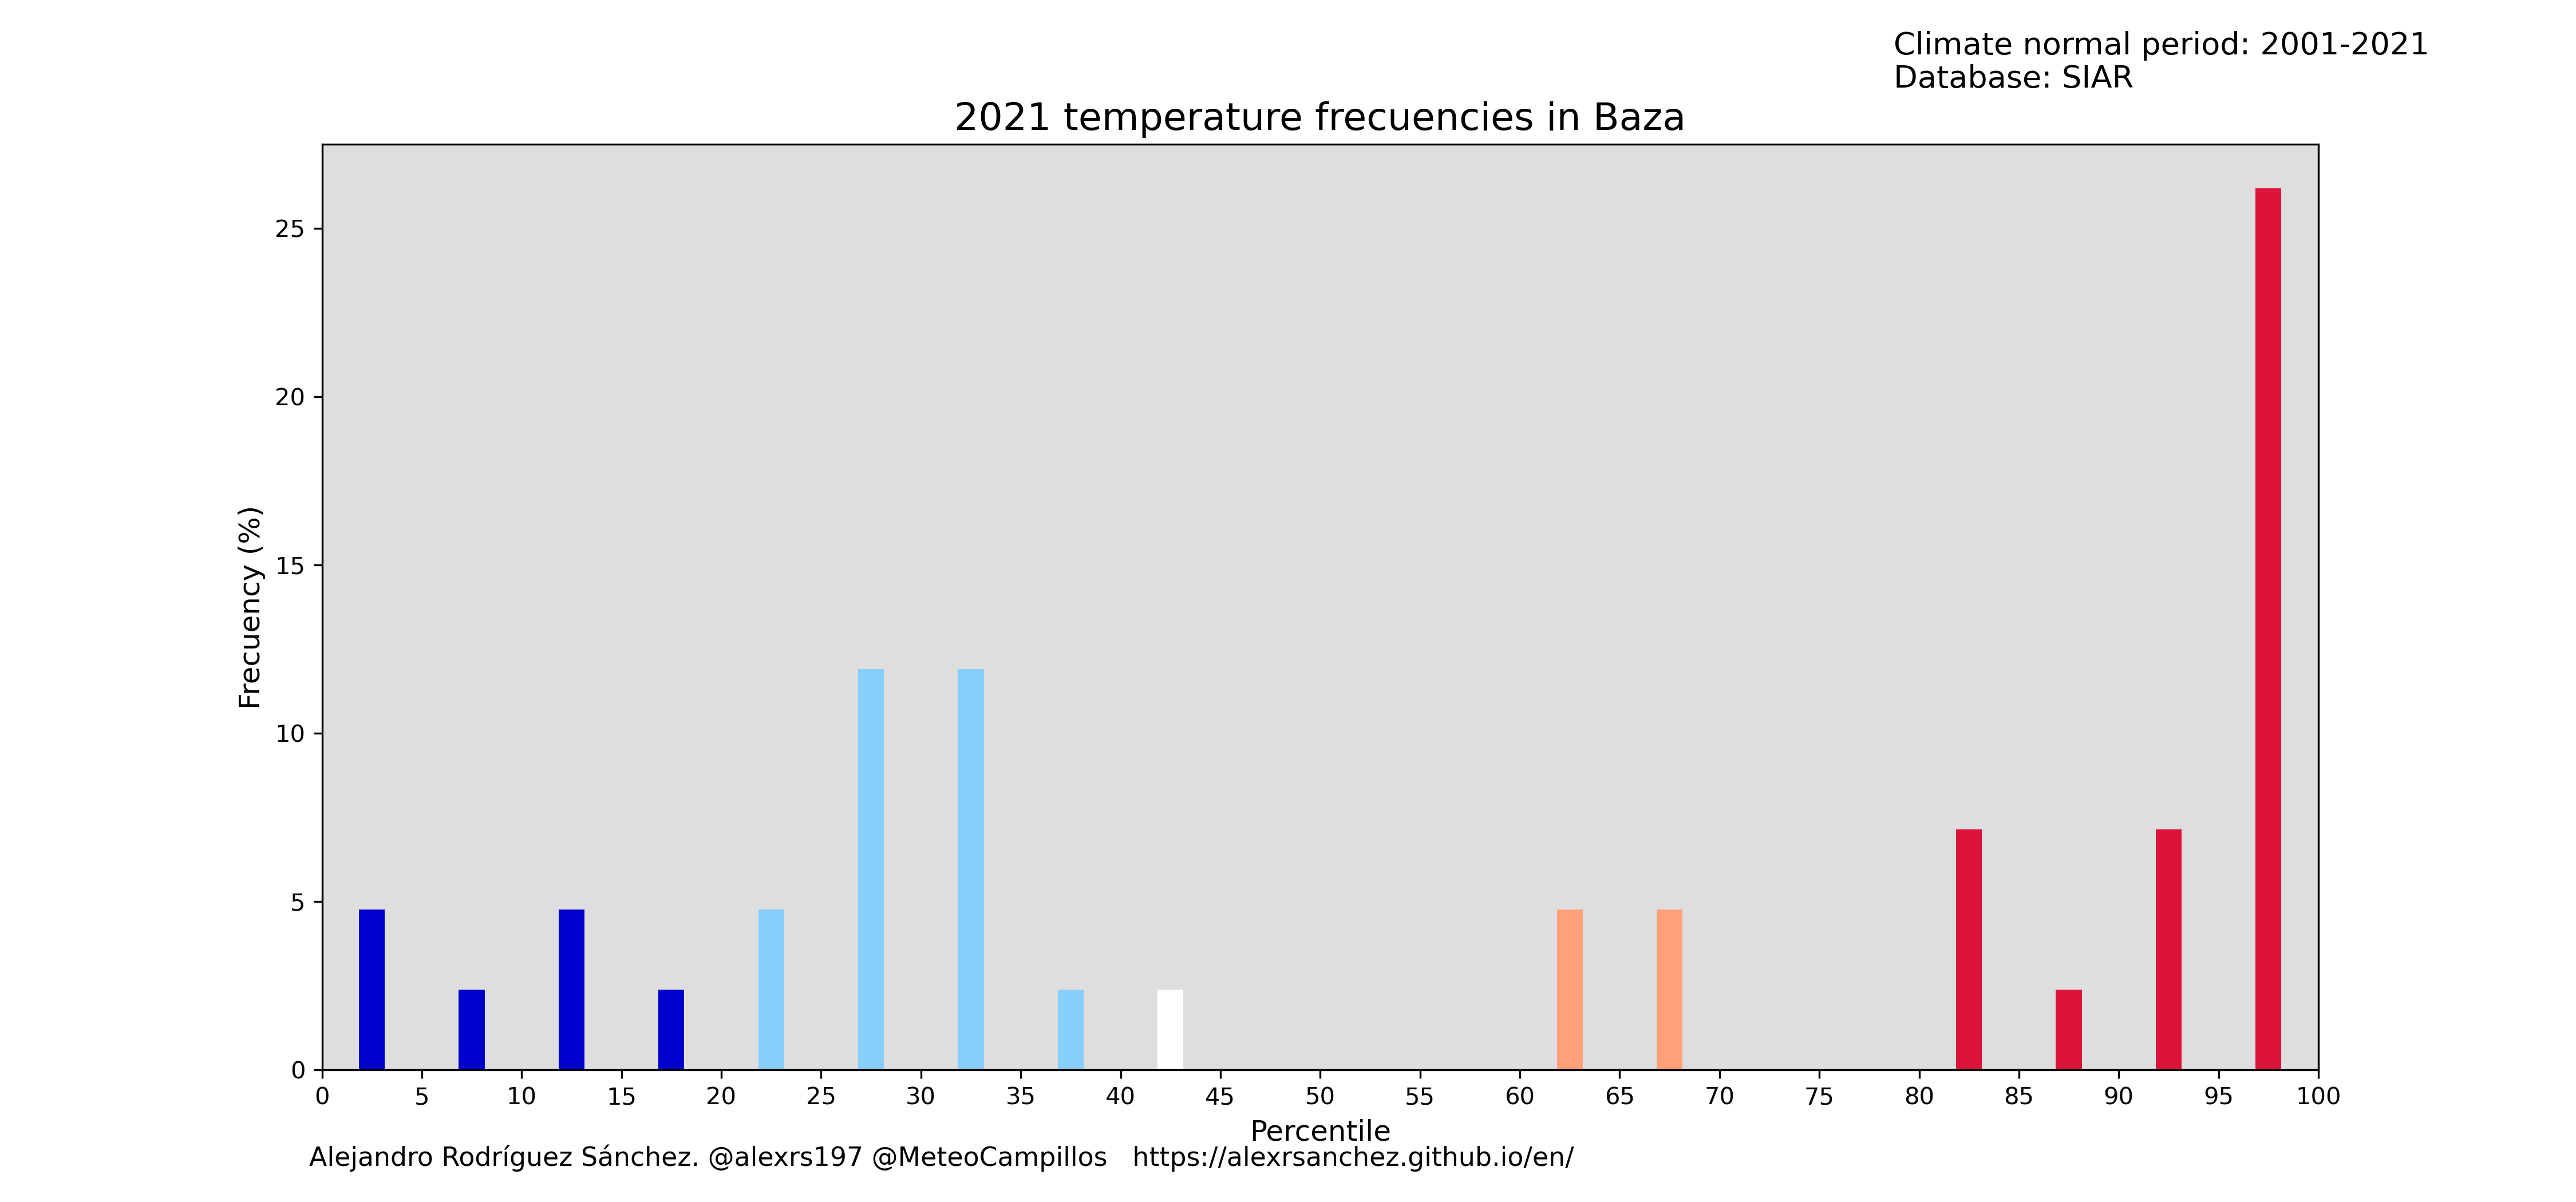 Climate normal period: 2001-2021
Database: SIAR
2021 temperature frecuencies in Baza
Frecuency (%)
25
20
15
10
5
0
0 5 10 15 20 25 30 35 40 45 50 55 60 65 70 75 80 85 90 95 100
Percentile
Alejandro Rodríguez Sánchez. @alexrs197 @MeteoCampillos https://alexrsanchez.github.io/en/